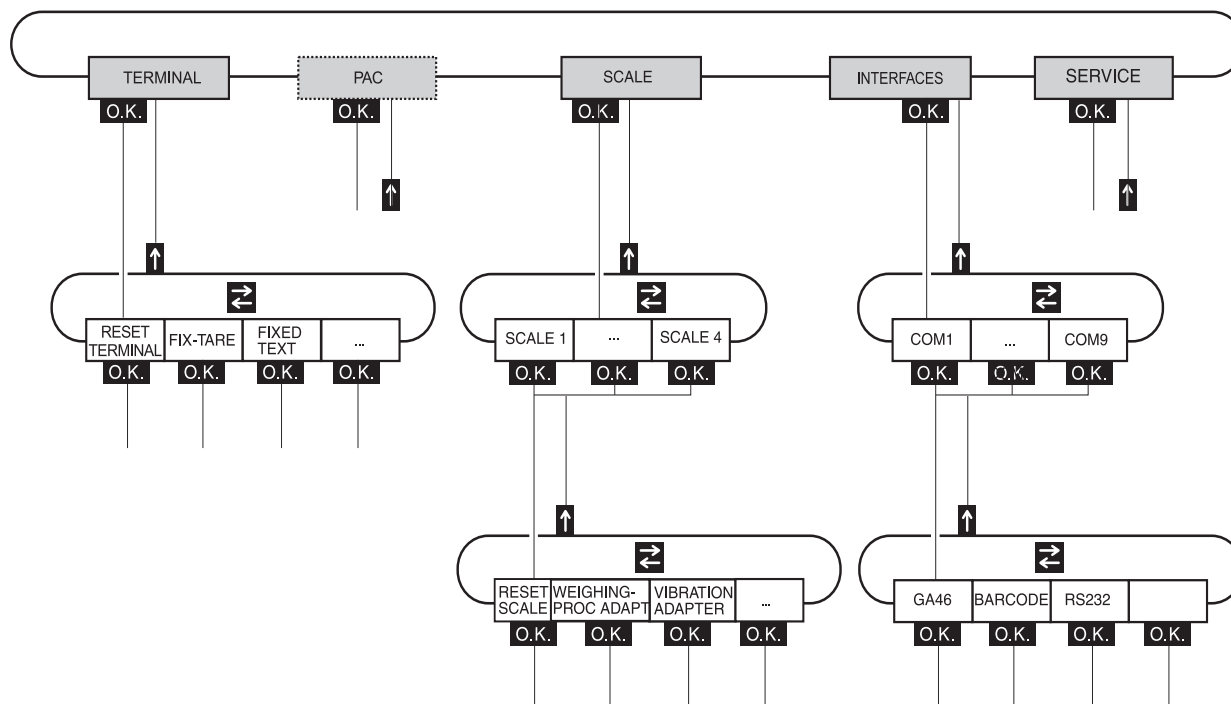 TERMINAL
PAC
SCALE
INTERFACES
SERVICE
O.K.
O.K.
O.K.
O.K.
O.K.
RESET
TERMINAL
FIX-TARE
FIXED
TEXT
...
SCALE 1
...
SCALE 4
COM1
...
COM9
O.K.
O.K.
O.K.
O.K.
O.K.
O.K.
O.K.
O.K.
O.K.
O.K.
RESET
SCALE
WEIGHING-
PROC ADAPT
VIBRATION
ADAPTER
...
GA46
BARCODE
RS232
O.K.
O.K.
O.K.
O.K.
O.K.
O.K.
O.K.
O.K.